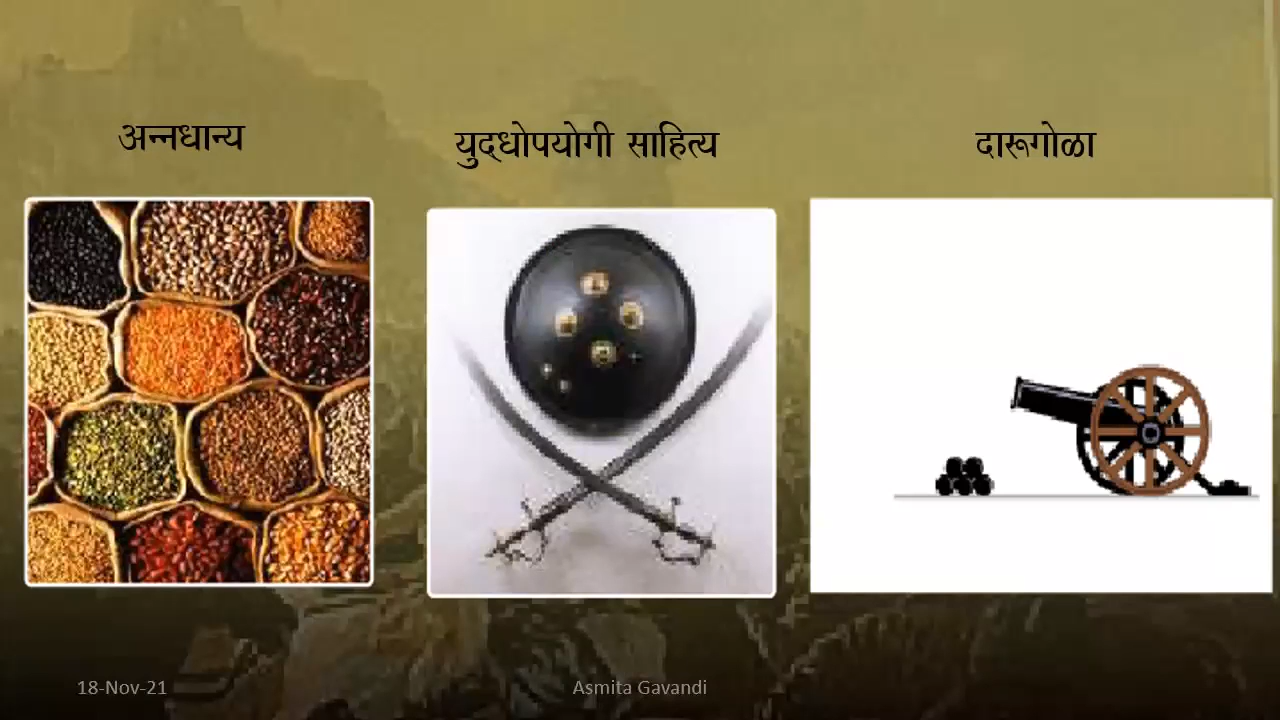 अन्नधान्य
युद्धोपयोगी साहित्य
दारूगोळा
18-Nov-21
Asmita Gavandi